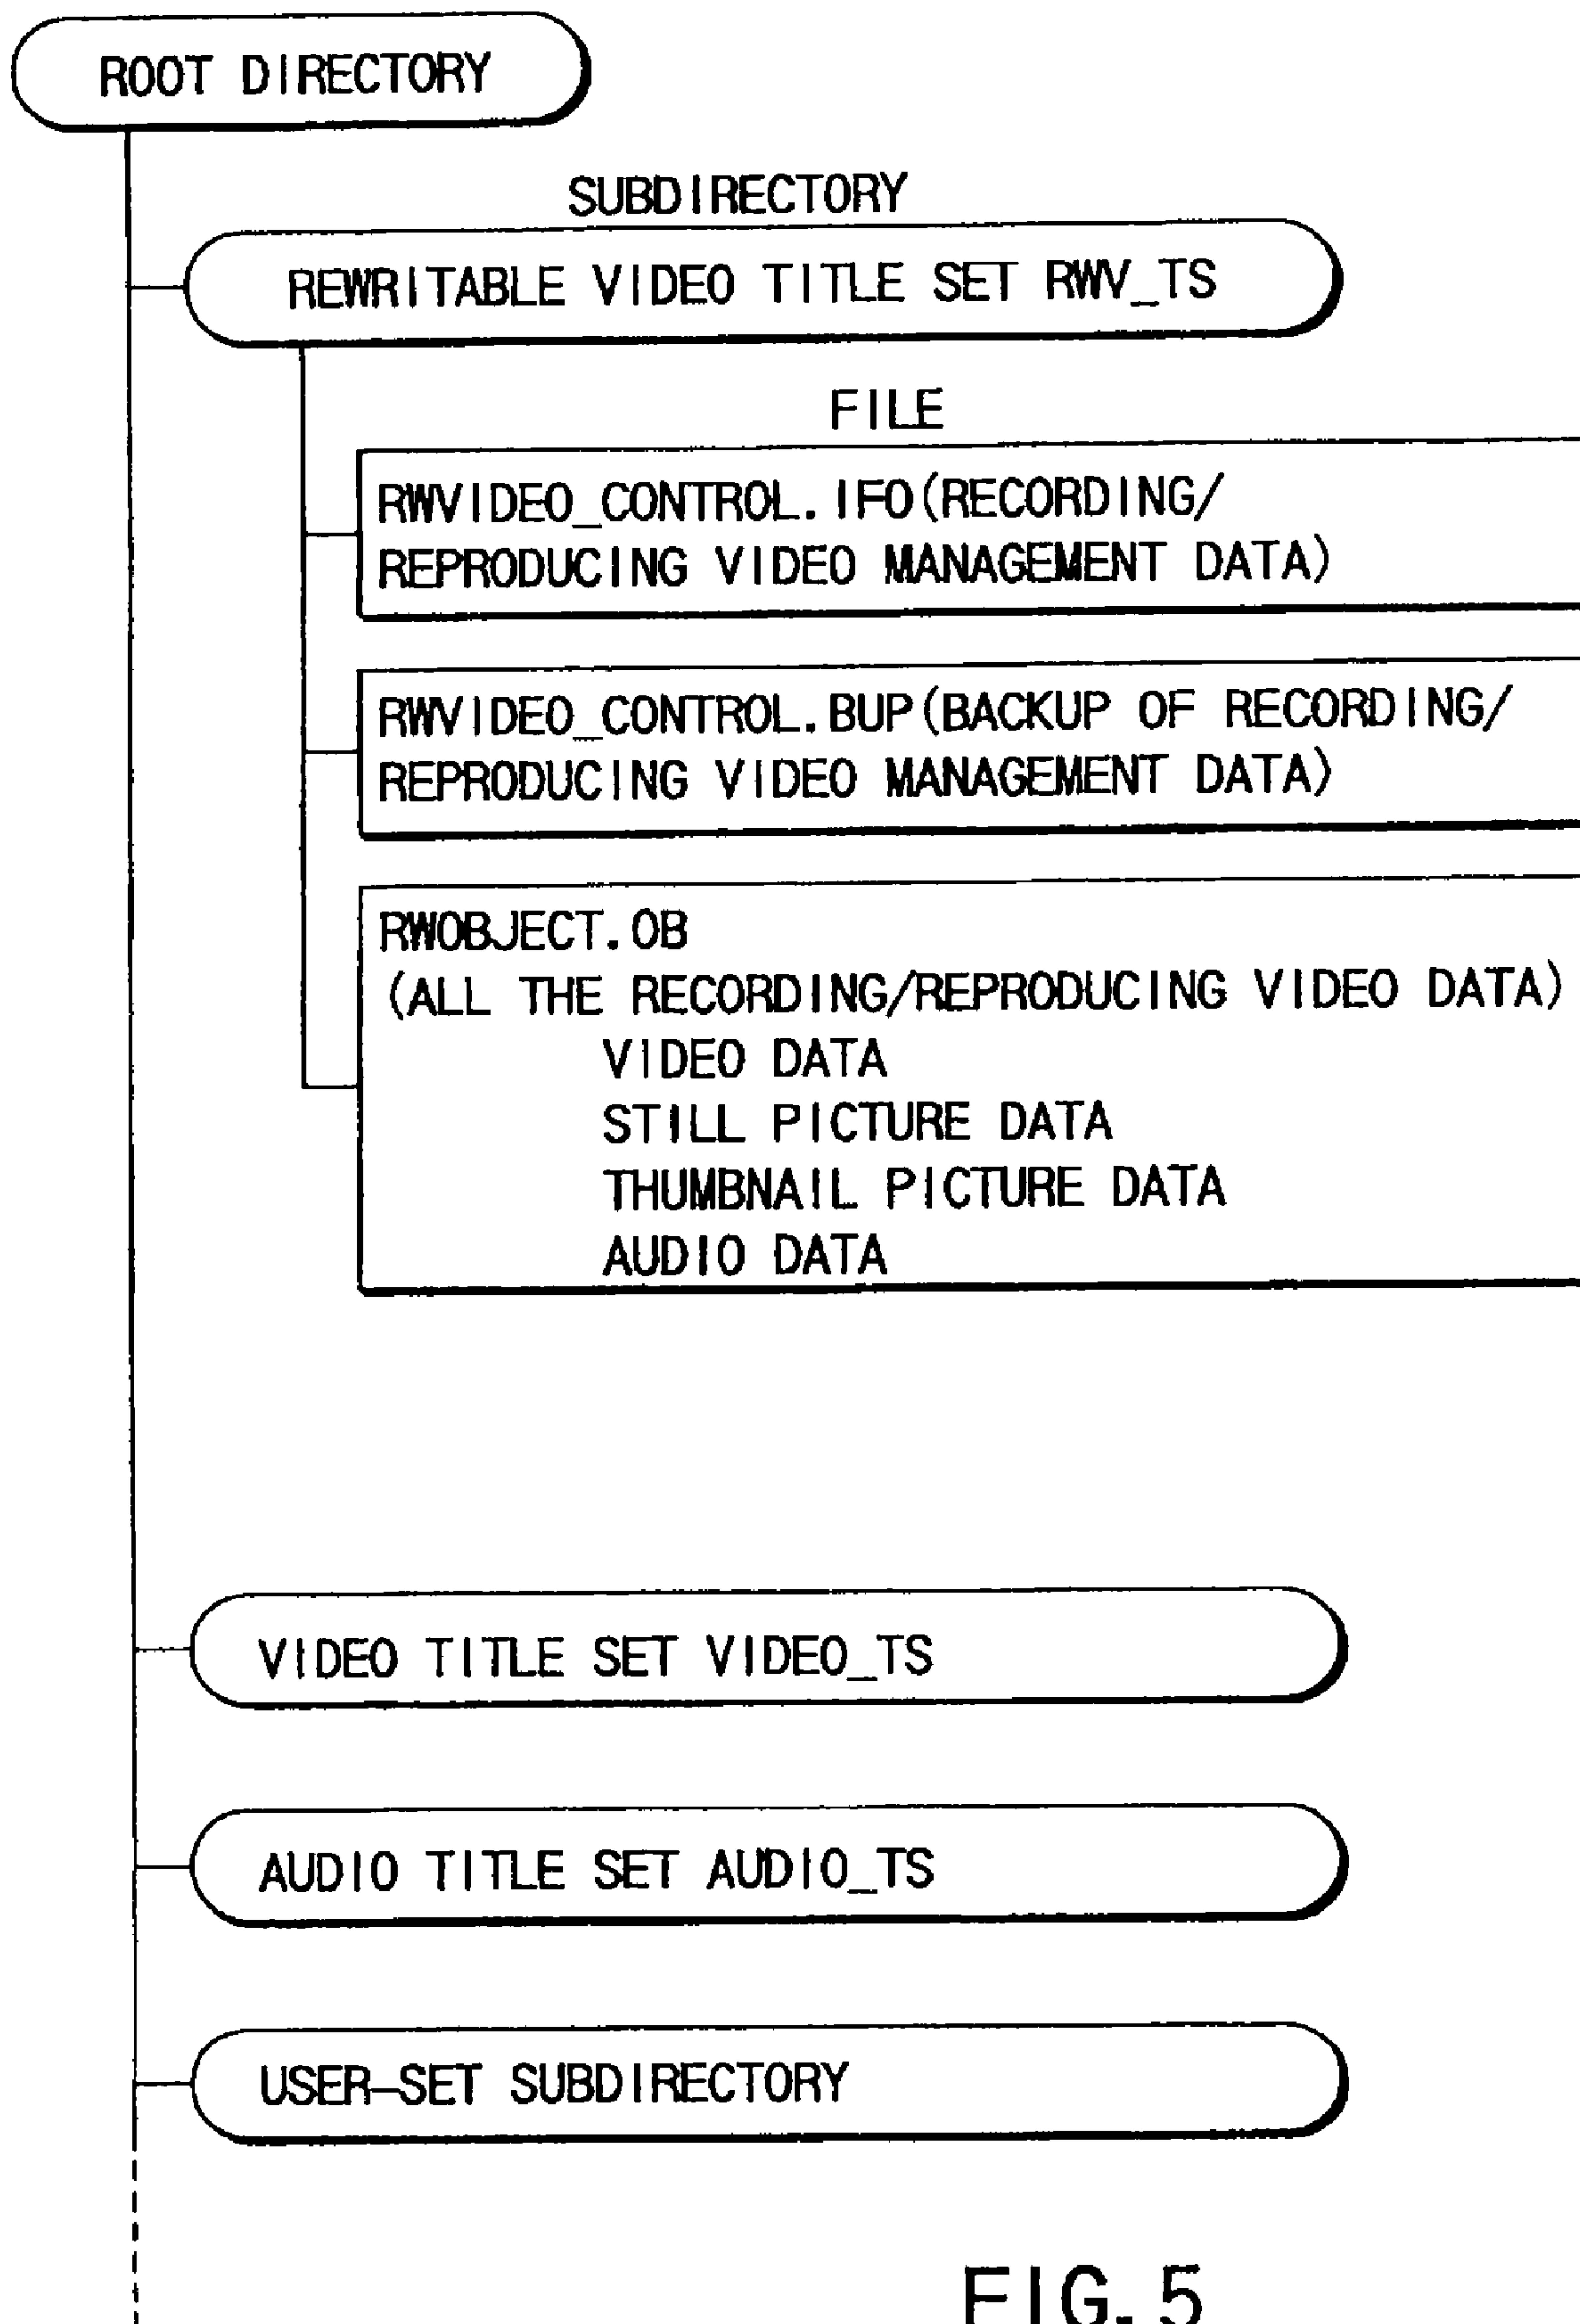 ROOT DIRECTORY
SUBDIRECTORY
REWRITABLE VIDEO TITLE SET RWV_TS
FILE
RWVIDEO_CONTROL.IFO(RECORDING/
REPRODUCING VIDEO MANAGEMENT DATA)
RWVIDEO_CONTROL.BUP(BACKUP OF RECORDING/
REPRODUCING VIDEO MANAGEMENT DATA)
RWOBJECT.OB
(ALL THE RECORDING/REPRODUCING VIDEO DATA)
VIDEO DATA
STILL PICTURE DATA
THUMBNAIL PICTURE DATA
AUDIO DATA
VIDEO TITLE SET VIDEO_TS
AUDIO TITLE SET AUDIO_TS
USER-SET SUBDIRECTORY
FIG. 5